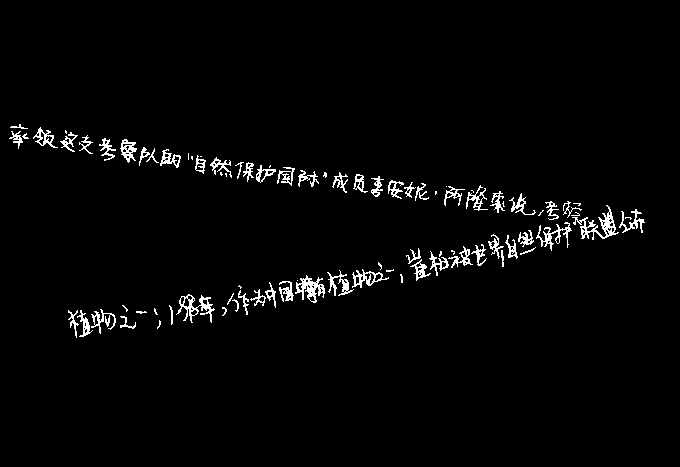 率领这支考察队的“自然保护国际”成员李安妮·阿隆索说,考察
植物之一;1998年,作为中国特有植物之一,崖柏被世界自然保护联盟公布